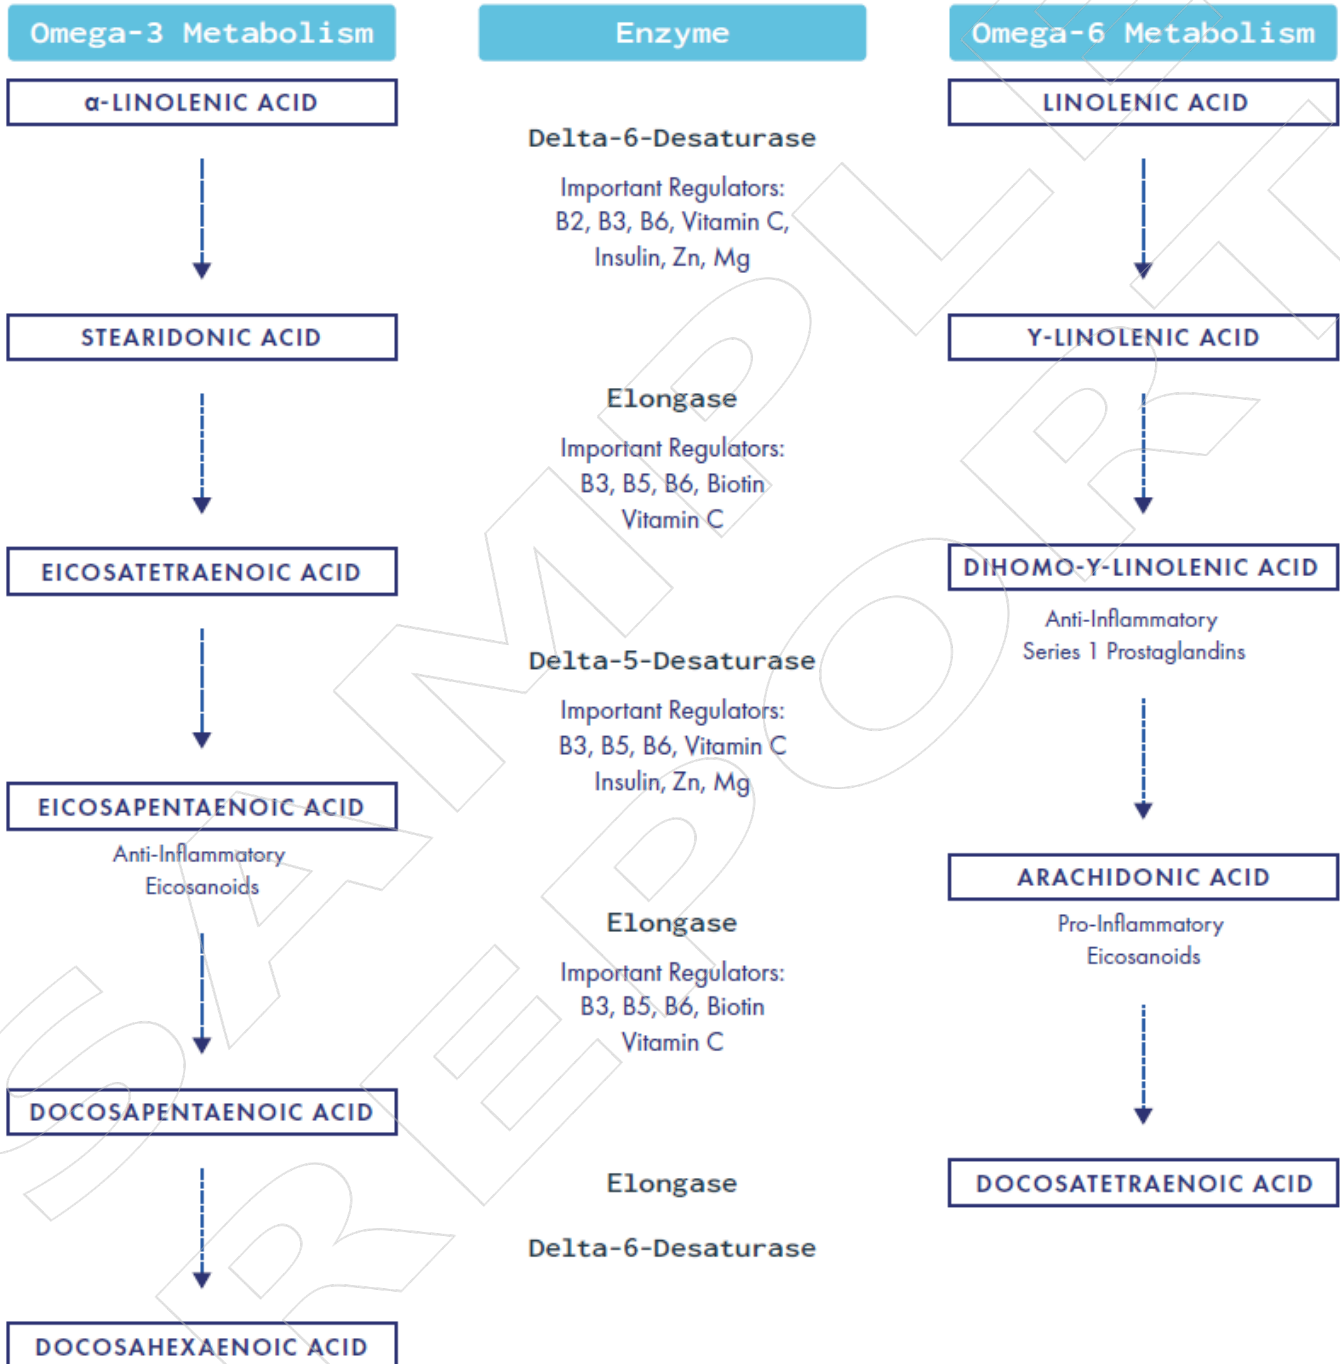 Omega-3 Metabolism
Enzyme
Omega-6 Metabolism
α-LINOLENIC ACID
LINOLENIC ACID
Delta-6-Desaturase
Important Regulators:
B2, B3, B6, Vitamin C,
Insulin, Zn, Mg
STEARIDONIC ACID
Y-LINOLENIC ACID
Elongase
Important Regulators:
B3, B5, B6, Biotin
Vitamin C
EICOSATETRAENOIC ACID
DIHOMO-Y-LINOLENIC ACID
Anti-Inflammatory
Series 1 Prostaglandins
Delta-5-Desaturase
Important Regulators:
B3, B5, B6, Vitamin C
Insulin, Zn, Mg
EICOSAPENTAENOIC ACID
Anti-Inflammatory
Eicosanoids
ARACHIDONIC ACID
Pro-Inflammatory
Eicosanoids
Elongase
Important Regulators:
B3, B5, B6, Biotin
Vitamin C
DOCOSAPENTAENOIC ACID
Elongase
Delta-6-Desaturase
DOCOSATETRAENOIC ACID
DOCOSAHEXAENOIC ACID
SAMPLE
REPORT